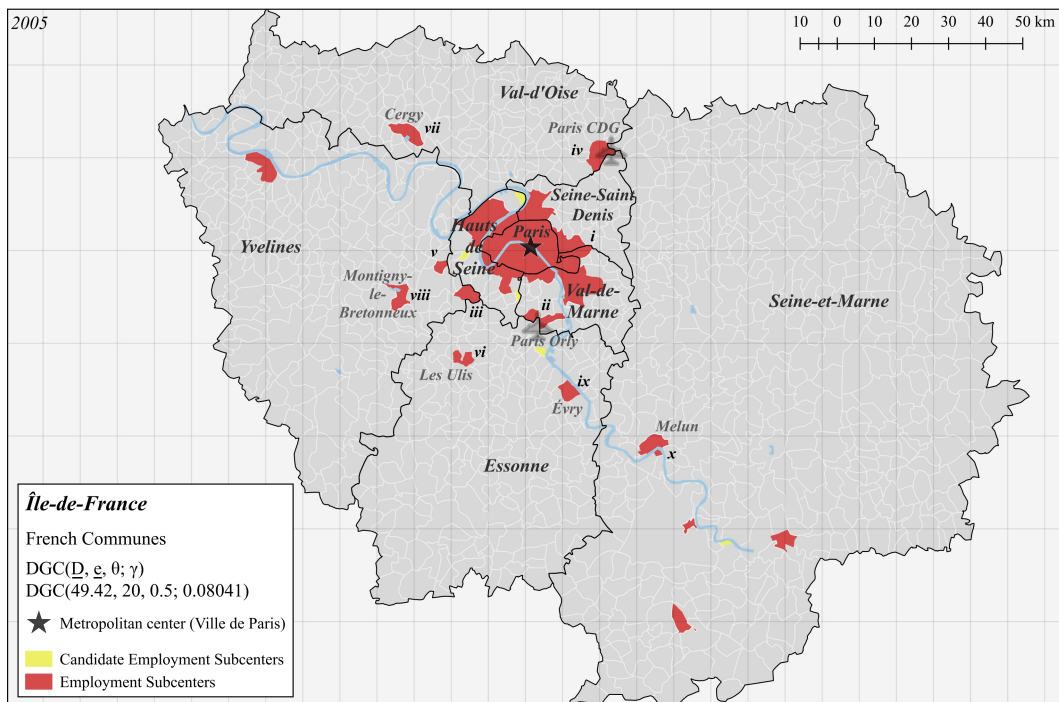 2005
10 0 10 20 30 40 50 km
Val-d'Oise
Cergy
vii
Paris CDG
iv
Seine-Saint
Denis
Hauts
de
Seine
Paris
i
Yvelines
v
Montigny-
le-
Bretonneux
viii
iii
Val-de-
Marne
ii
Seine-et-Marne
Paris Orly
vi
Les Ulis
ix
Évry
Melun
x
Essonne
Île-de-France
French Communes
DGC(D, e, θ; γ)
DGC(49.42, 20, 0.5; 0.08041)
Metropolitan center (Ville de Paris)
Candidate Employment Subcenters
Employment Subcenters